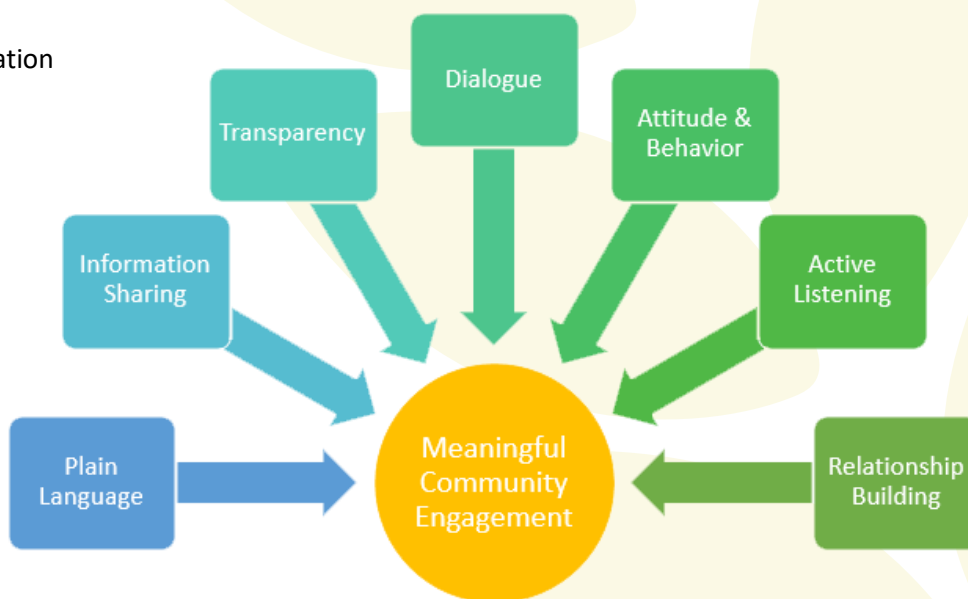 ation
Dialogue
Transparency
Attitude &
Behavior
Information
Sharing
Active
Listening
Plain
Language
Meaningful
Community
Engagement
Relationship
Building